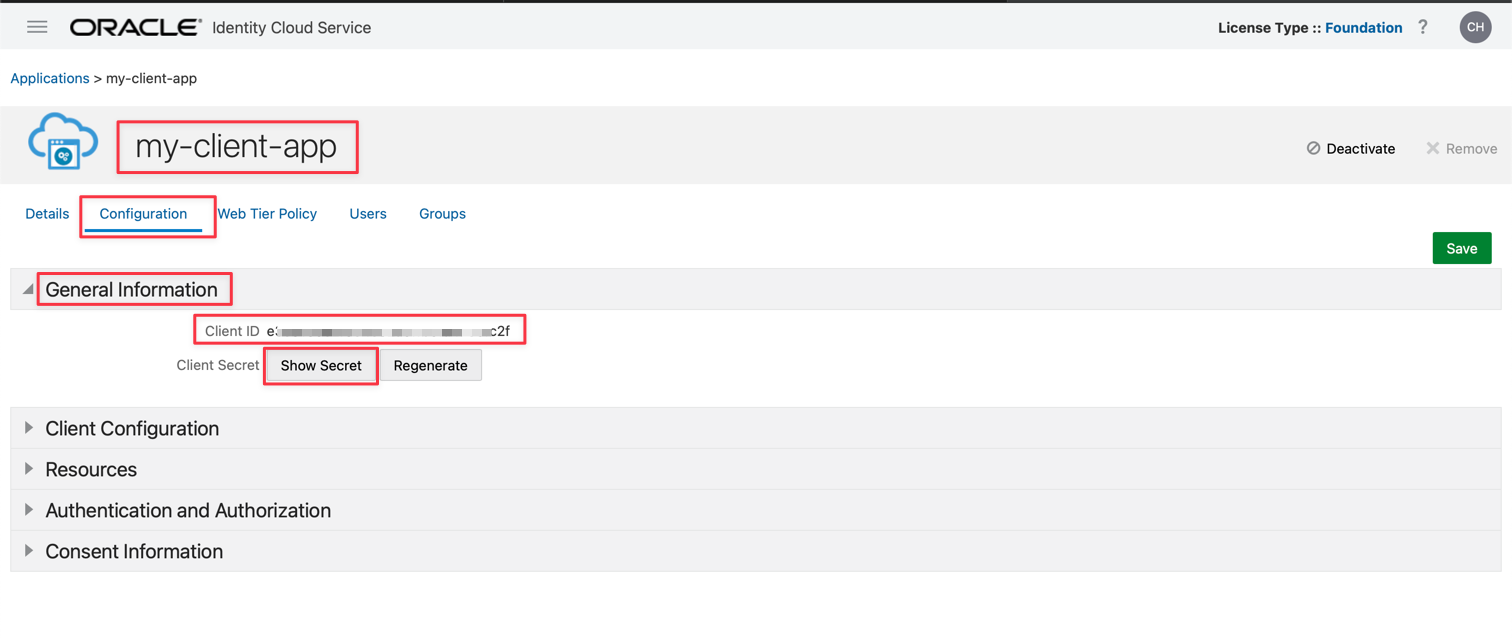 ORACLE® Identity Cloud Service License Type :: Foundation ? CH
Applications > my-client-app
my-client-app Deactivate Remove
Details Configuration Web Tier Policy Users Groups
Save
General Information
Client ID
Client Secret Show Secret Regenerate
Client Configuration
Resources
Authentication and Authorization
Consent Information